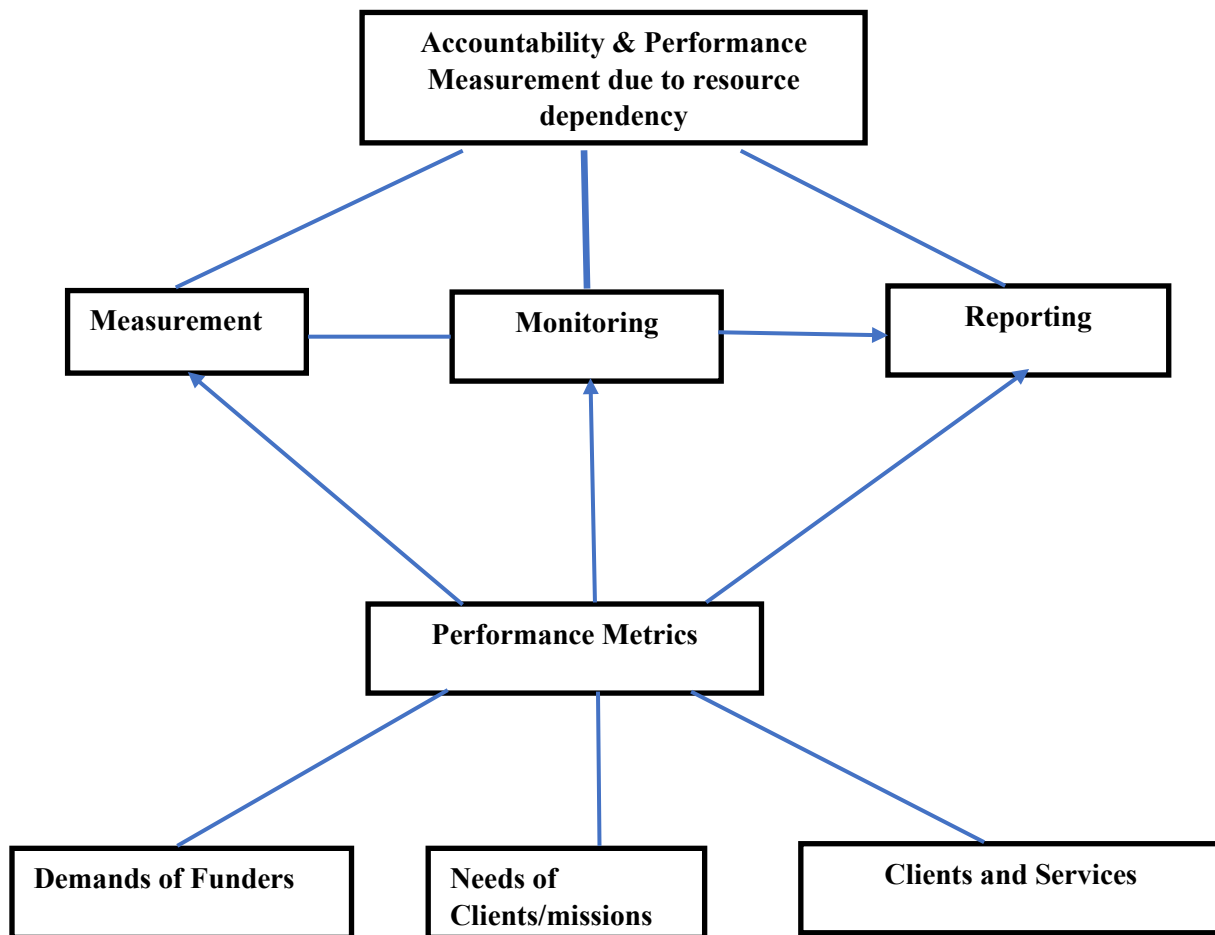 Accountability & Performance
Measurement due to resource
dependency
Measurement
Monitoring
Reporting
Performance Metrics
Demands of Funders
Needs of
Clients/missions
Clients and Services